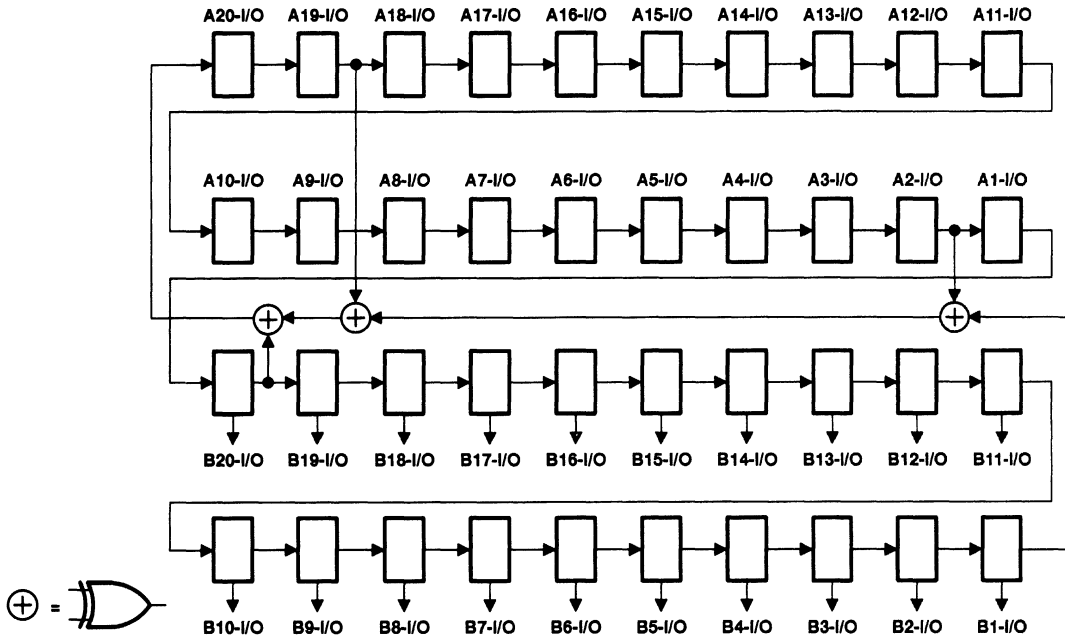 A20-I/O A19-I/O A18-I/O A17-I/O A16-I/O A15-I/O A14-I/O A13-I/O A12-I/O A11-I/O
A10-I/O A9-I/O A8-I/O A7-I/O A6-I/O A5-I/O A4-I/O A3-I/O A2-I/O A1-I/O
B20-I/O B19-I/O B18-I/O B17-I/O B16-I/O B15-I/O B14-I/O B13-I/O B12-I/O B11-I/O
=
B10-I/O B9-I/O B8-I/O B7-I/O B6-I/O B5-I/O B4-I/O B3-I/O B2-I/O B1-I/O